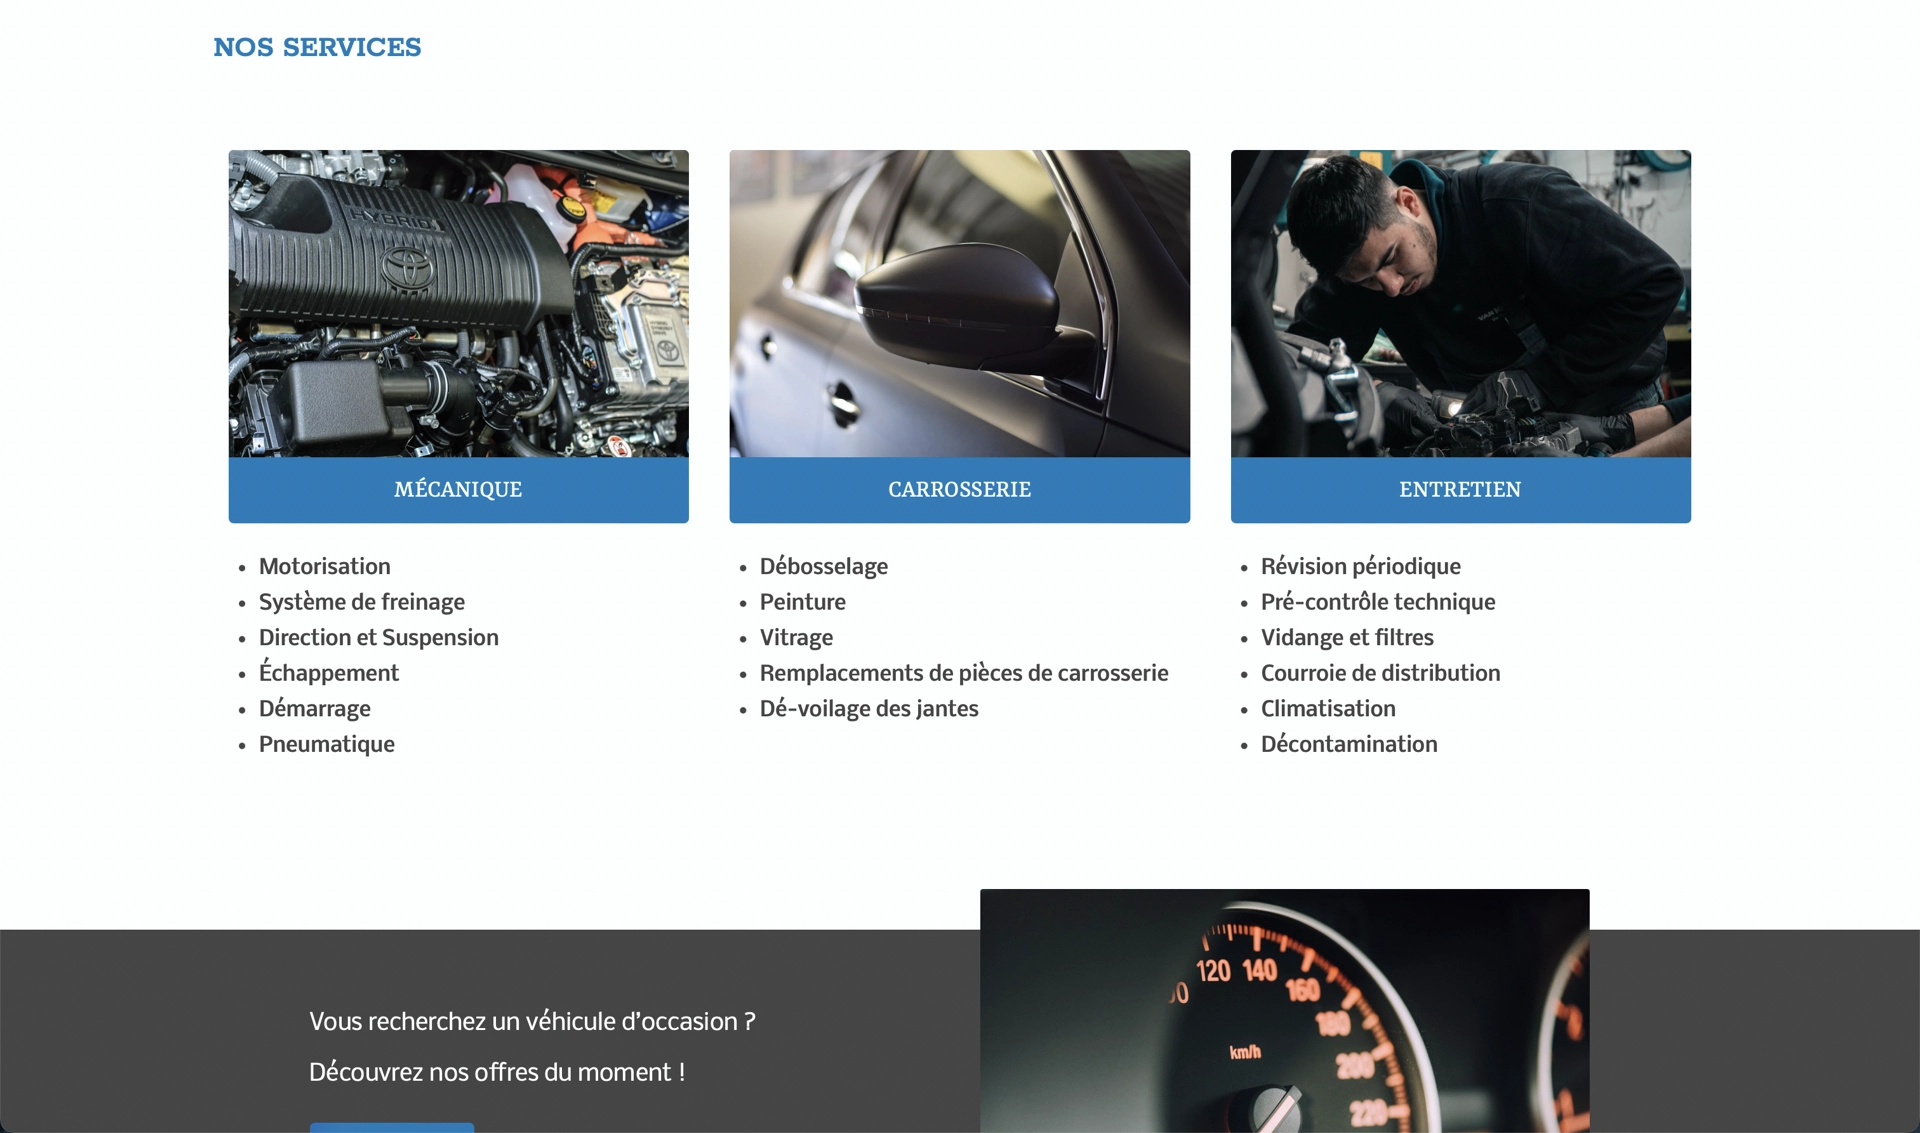 NOS SERVICES
HYBRID
MÉCANIQUE
CARROSSERIE
ENTRETIEN
Motorisation
Système de freinage
Direction et Suspension
Échappement
Démarrage
Pneumatique
Débosselage
Peinture
Vitrage
Remplacements de pièces de carrosserie
Dé-voilage des jantes
Révision périodique
Pré-contrôle technique
Vidange et filtres
Courroie de distribution
Climatisation
Décontamination
Vous recherchez un véhicule d’occasion ?
Découvrez nos offres du moment !
120 140
160
180
km/h
200
220